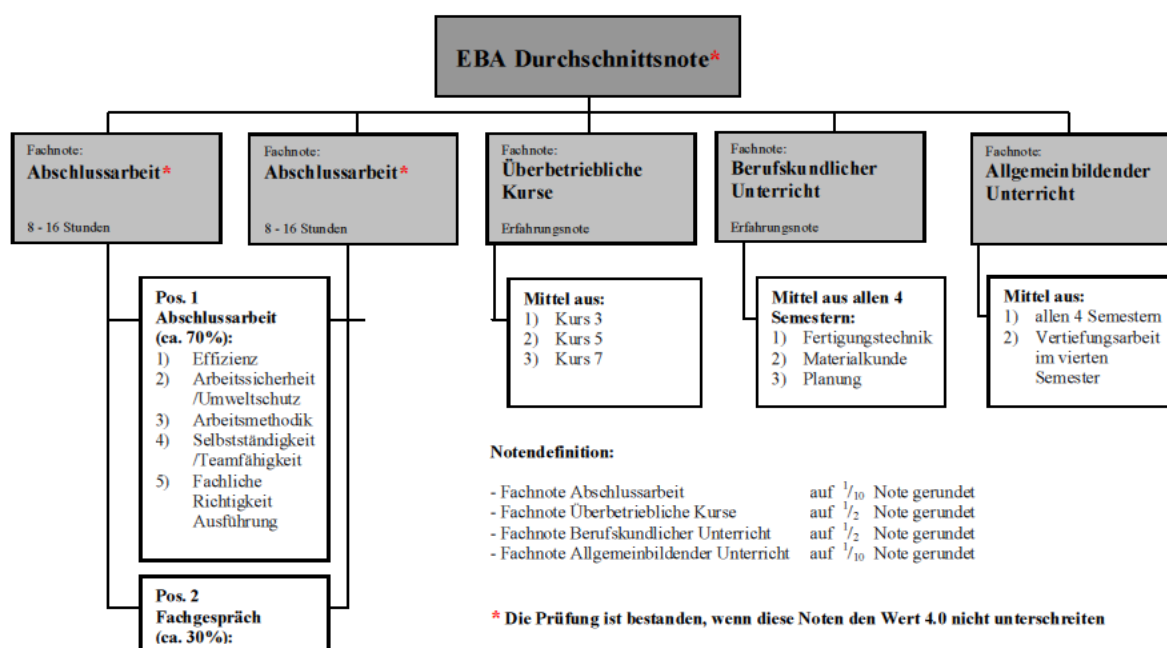 EBA Durchschnittsnote*
Fachnote:
Abschlussarbeit*
8 - 16 Stunden
Fachnote:
Abschlussarbeit*
8 - 16 Stunden
Fachnote:
Überbetriebliche
Kurse
Erfahrungsnote
Fachnote:
Berufskundlicher
Unterricht
Erfahrungsnote
Fachnote:
Allgemeinbildender
Unterricht
Pos. 1
Abschlussarbeit
(ca. 70%):
1) Effizienz
2) Arbeitssicherheit
/Umweltschutz
3) Arbeitsmethodik
4) Selbstständigkeit
/Teamfähigkeit
5) Fachliche
Richtigkeit
Ausführung
Pos. 2
Fachgespräch
(ca. 30%):
Mittel aus:
1) Kurs 3
2) Kurs 5
3) Kurs 7
Mittel aus allen 4
Semestern:
1) Fertigungstechnik
2) Materialkunde
3) Planung
Mittel aus:
1) allen 4 Semestern
2) Vertiefungsarbeit
im vierten
Semester
Notendefinition:
- Fachnote Abschlussarbeit auf 1/10 Note gerundet
- Fachnote Überbetriebliche Kurse auf 1/2 Note gerundet
- Fachnote Berufskundlicher Unterricht auf 1/2 Note gerundet
- Fachnote Allgemeinbildender Unterricht auf 1/10 Note gerundet
* Die Prüfung ist bestanden, wenn diese Noten den Wert 4.0 nicht unterschreiten